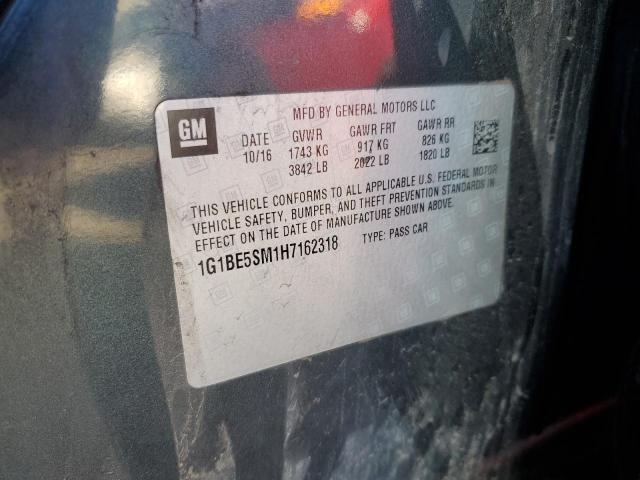 MFD BY GENERAL MOTORS LLC
GM
DATE GVWR GAWR FRT GAWR RR
10/16 1743 KG 917 KG 826 KG
3842 LB 2022 LB 1820 LB
THIS VEHICLE CONFORMS TO ALL APPLICABLE U.S. FEDERAL MOTOR
VEHICLE SAFETY, BUMPER, AND THEFT PREVENTION STANDARDS IN
EFFECT ON THE DATE OF MANUFACTURE SHOWN ABOVE.
1G1BE5SM1H7162318 TYPE: PASS CAR